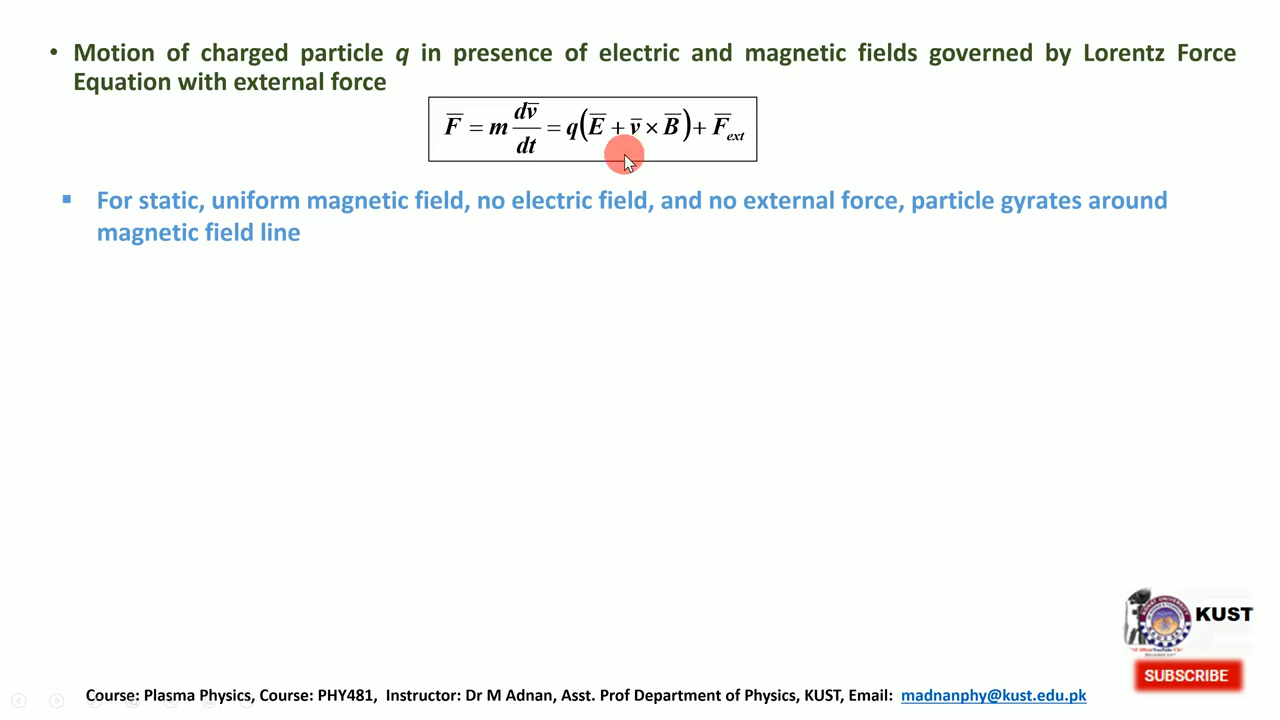 • Motion of charged particle q in presence of electric and magnetic fields governed by Lorentz Force
Equation with external force
F̅ = m dv̅/dt = q(E̅ + v̅ × B̅) + F̅ext
▪ For static, uniform magnetic field, no electric field, and no external force, particle gyrates around
magnetic field line
KUST
SUBSCRIBE
Course: Plasma Physics, Course: PHY481, Instructor: Dr M Adnan, Asst. Prof Department of Physics, KUST, Email: madnanphy@kust.edu.pk